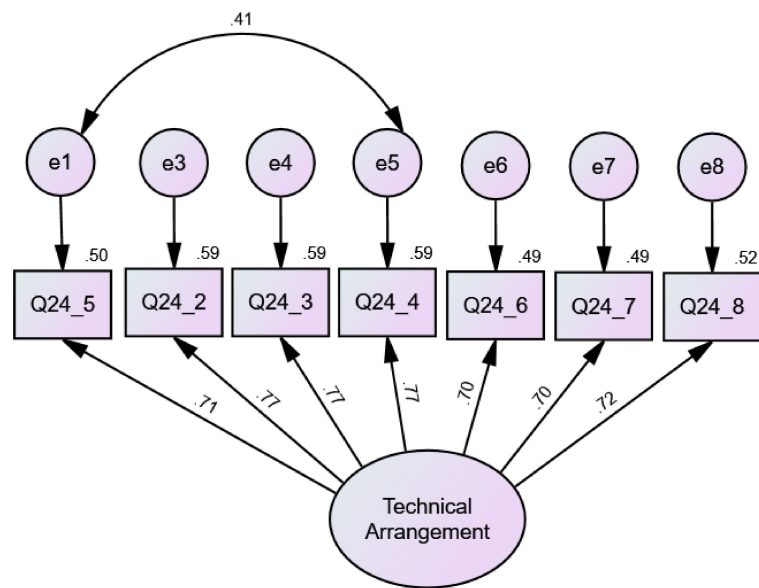 .41
e1
e3
e4
e5
e6
e7
e8
.50
.59
.59
.59
.49
.49
.52
Q24_5
Q24_2
Q24_3
Q24_4
Q24_6
Q24_7
Q24_8
.71
.77
.77
.77
.70
.70
.72
Technical
Arrangement